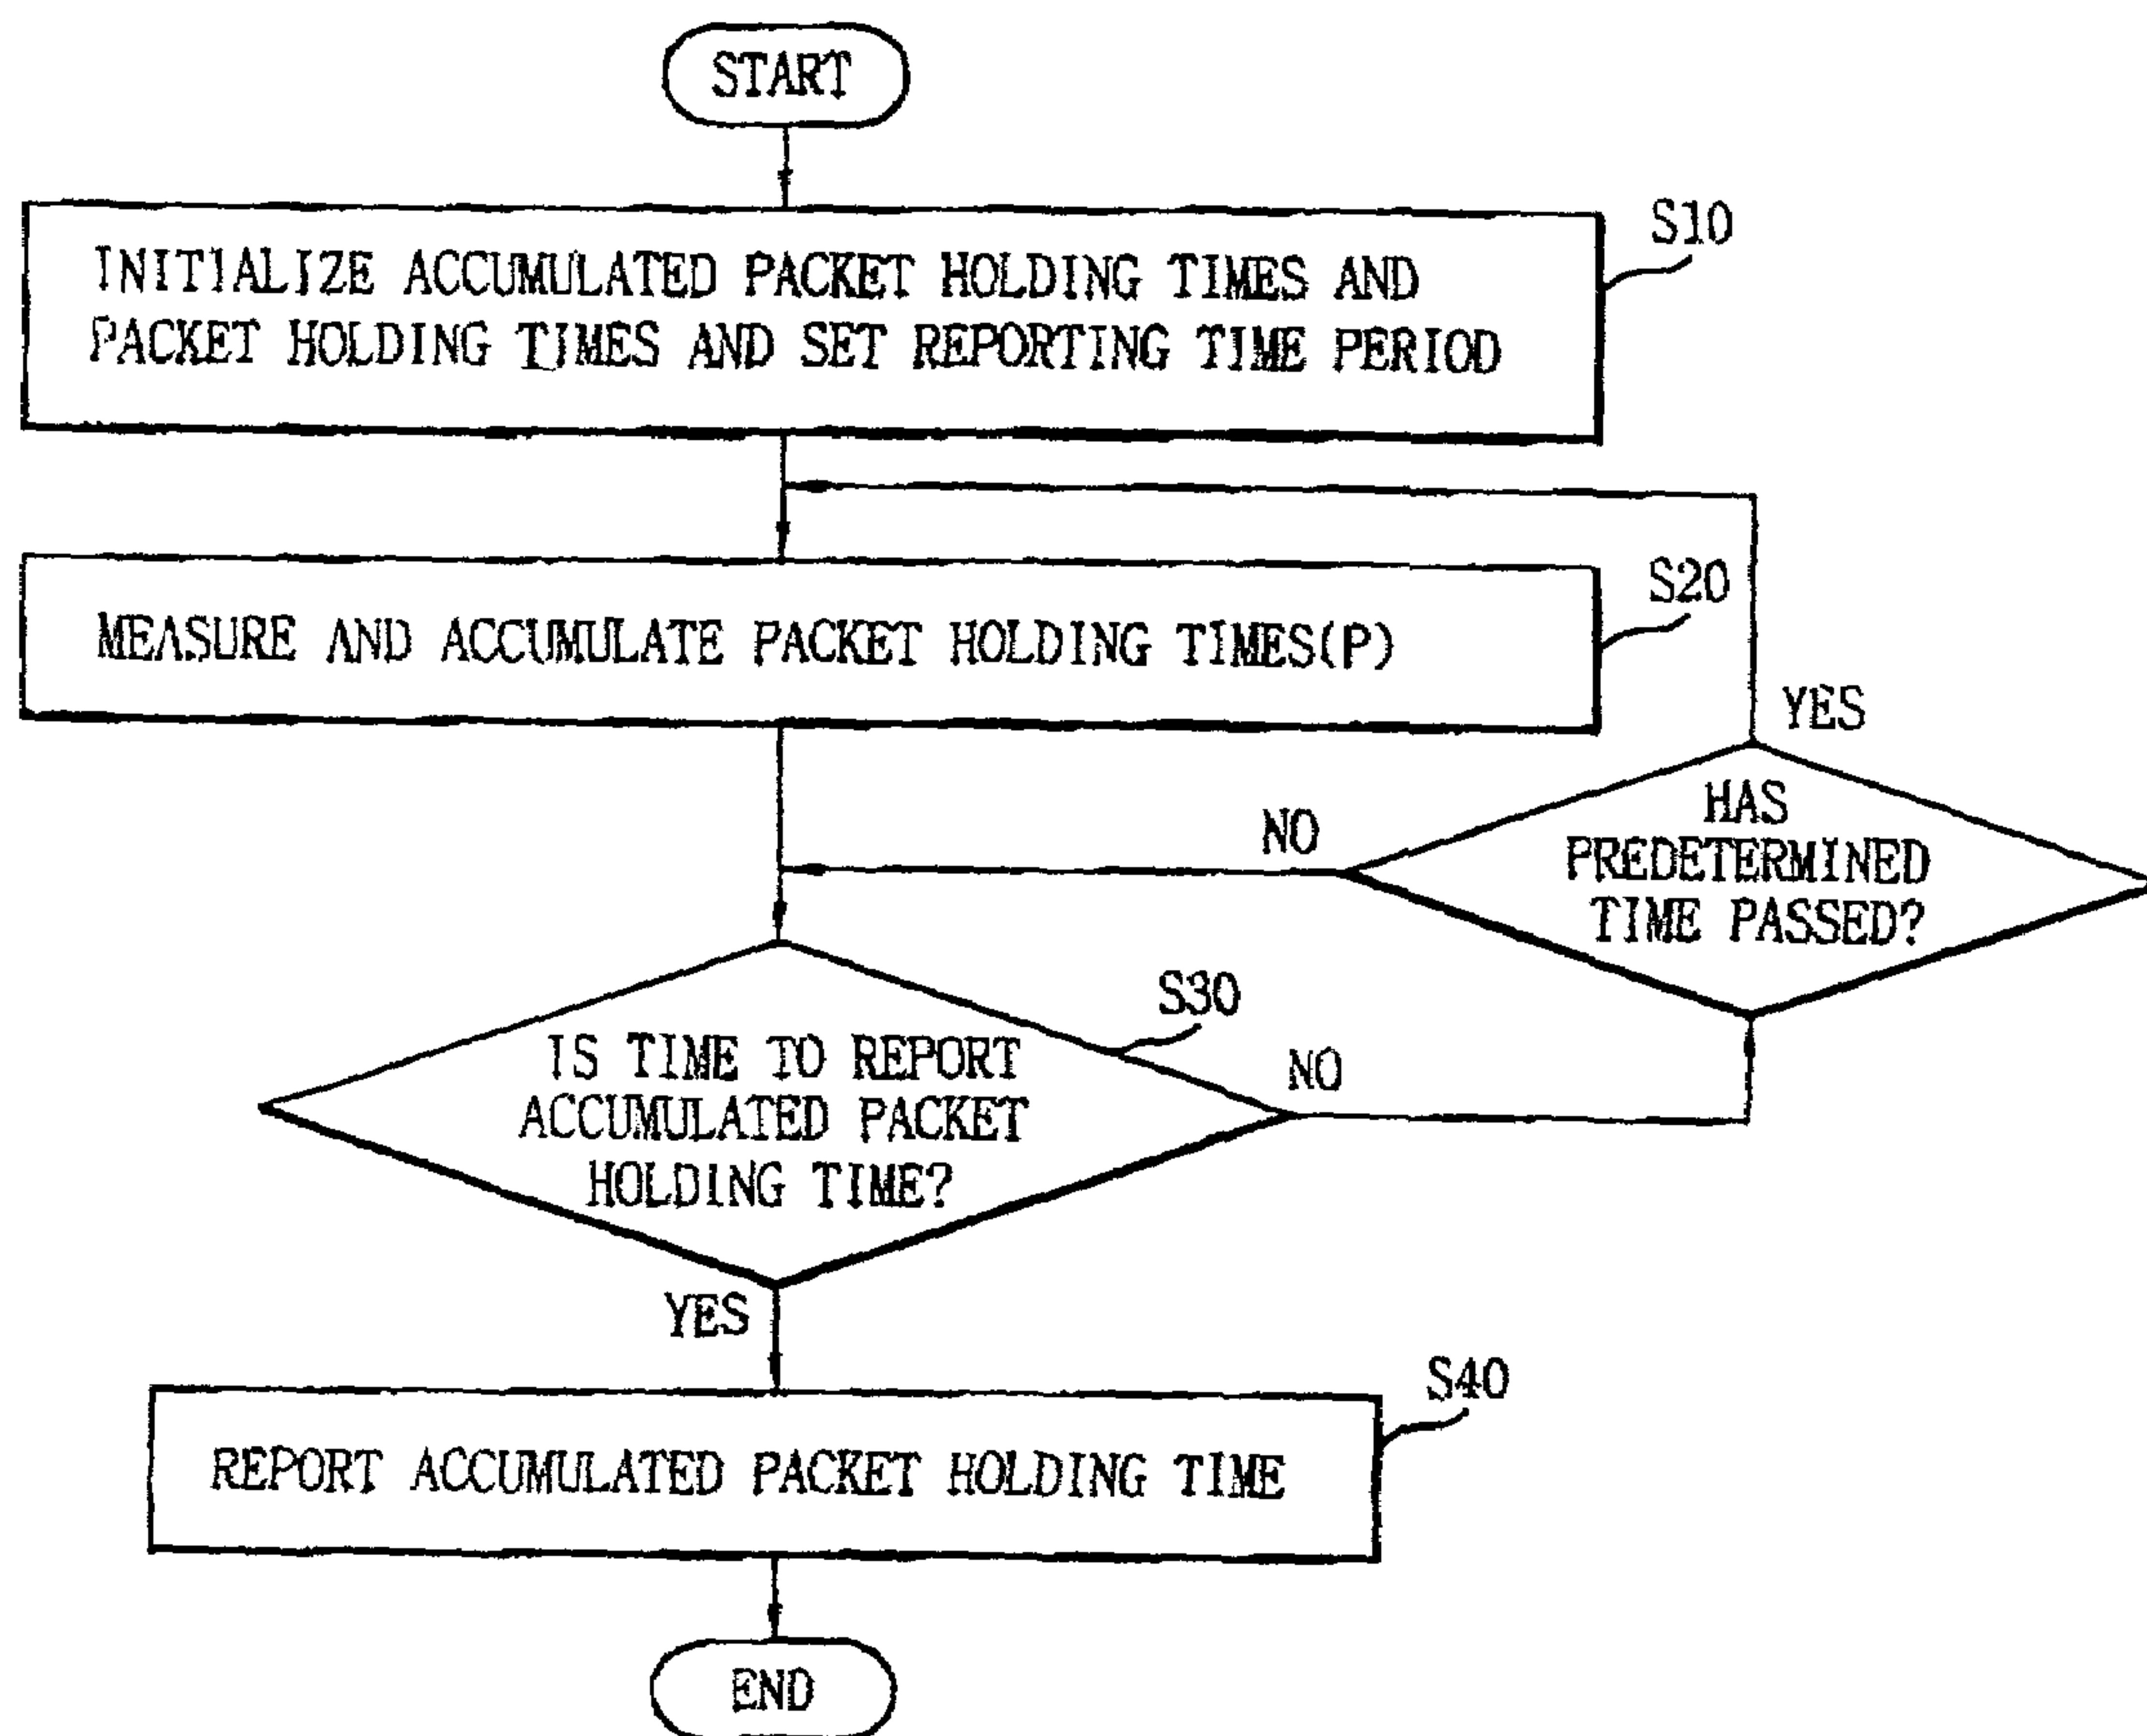 START
S10
INITIALIZE ACCUMULATED PACKET HOLDING TIMES AND
PACKET HOLDING TIMES AND SET REPORTING TIME PERIOD
S20
MEASURE AND ACCUMULATE PACKET HOLDING TIMES(P)
YES
HAS
PREDETERMINED
TIME PASSED?
NO
S30
IS TIME TO REPORT
ACCUMULATED PACKET
HOLDING TIME?
NO
YES
S40
REPORT ACCUMULATED PACKET HOLDING TIME
END